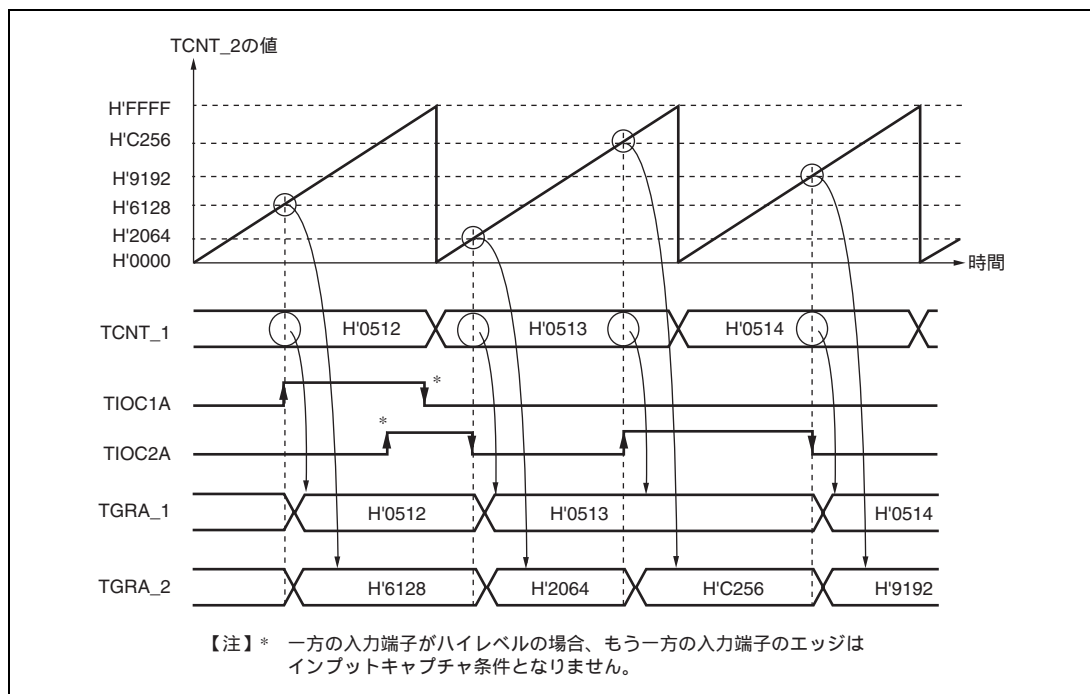 TCNT_2の値
H'FFFF
H'C256
H'9192
H'6128
H'2064
H'0000
時間
TCNT_1
H'0512
H'0513
H'0514
TIOC1A
*
TIOC2A
*
TGRA_1
H'0512
H'0513
H'0514
TGRA_2
H'6128
H'2064
H'C256
H'9192
【注】* 一方の入力端子がハイレベルの場合、もう一方の入力端子のエッジは
インプットキャプチャ条件となりません。